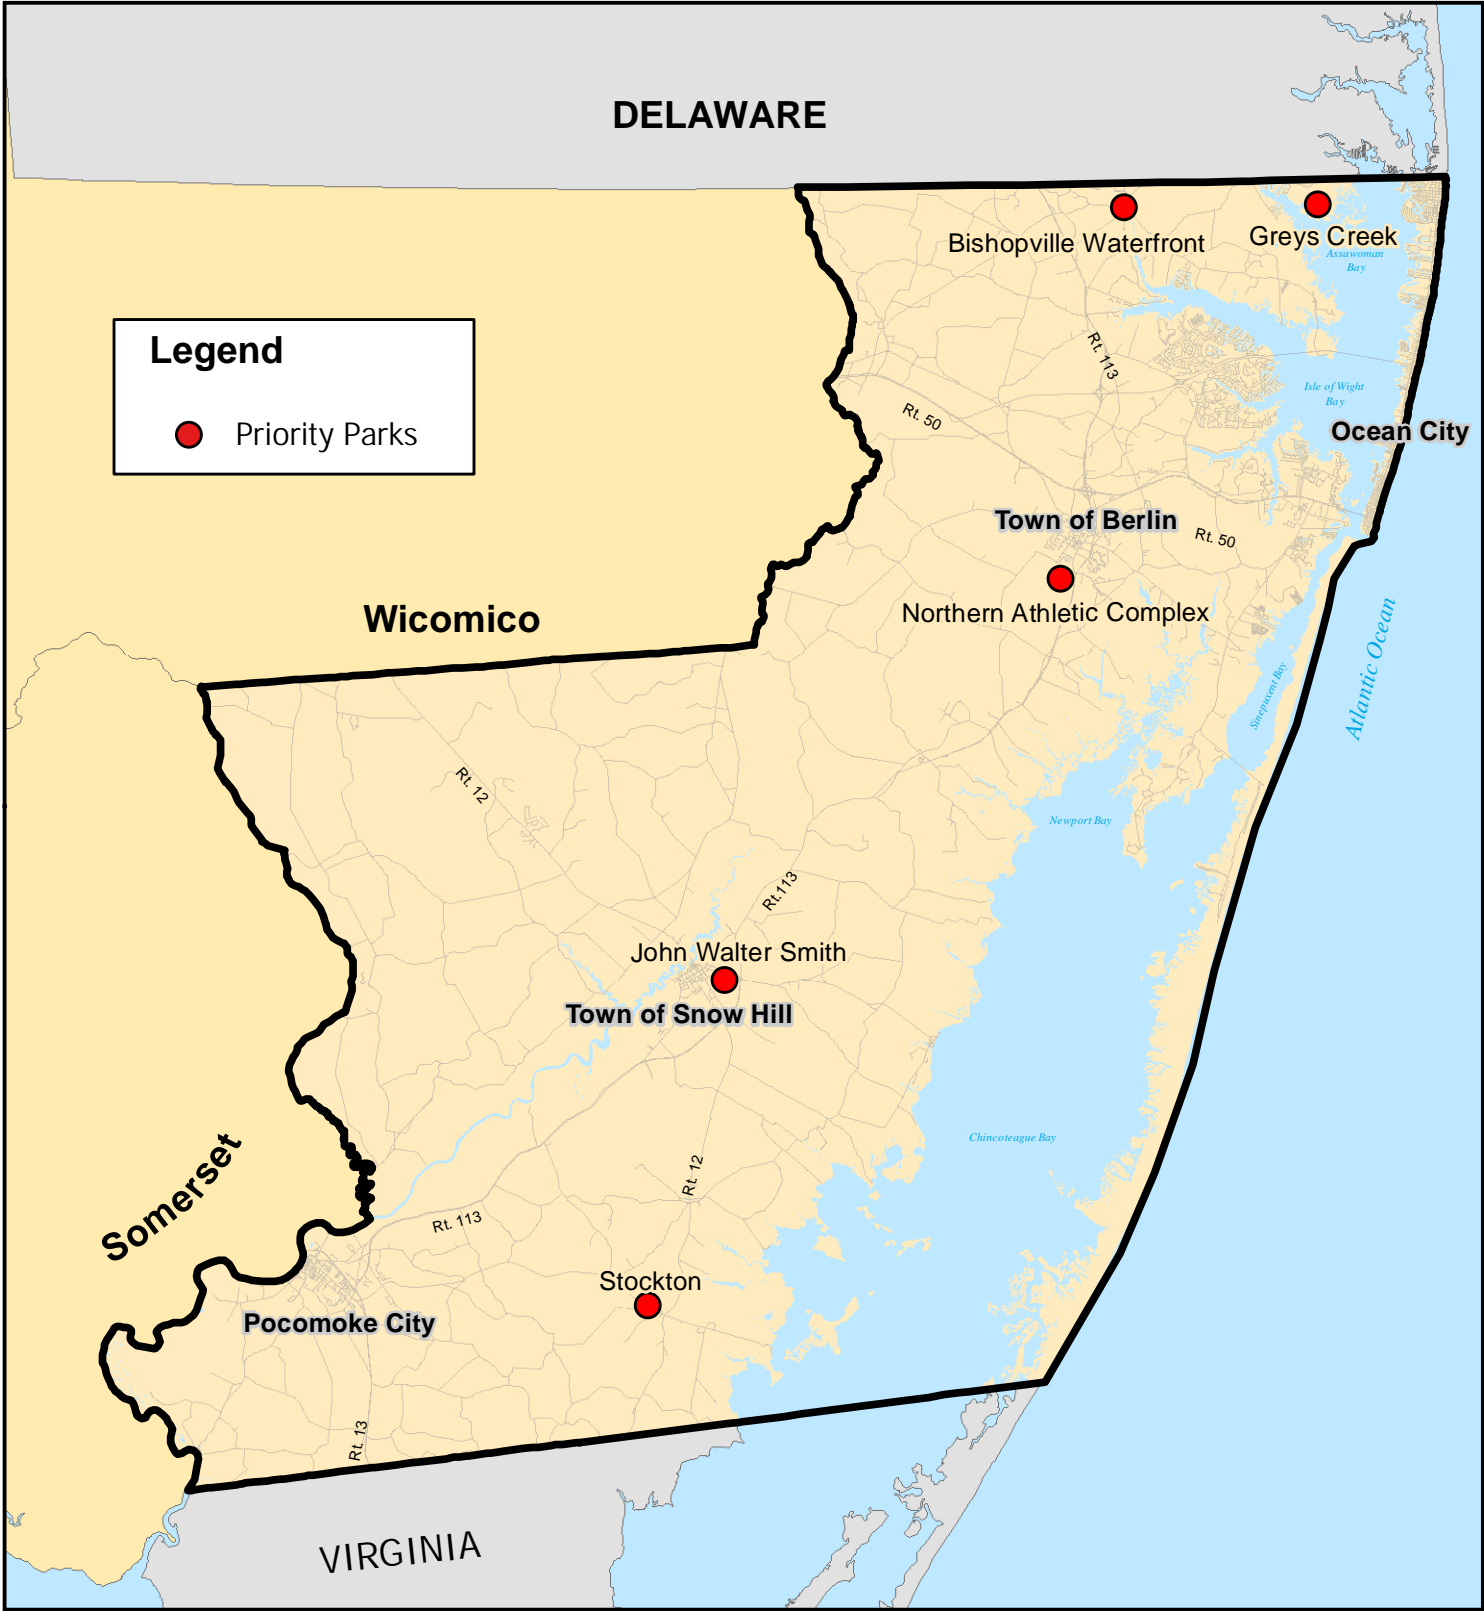 DELAWARE
Bishopville Waterfront
Greys Creek
Assawoman
Bay
Legend
Priority Parks
Rt. 113
Isle of Wight
Bay
Rt. 50
Ocean City
Town of Berlin
Rt. 50
Northern Athletic Complex
Wicomico
Atlantic Ocean
Sinepuxent Bay
Rt. 12
Newport Bay
Rt.113
John Walter Smith
Town of Snow Hill
Chincoteague Bay
Somerset
Rt. 12
Rt. 113
Stockton
Pocomoke City
Rt. 13
VIRGINIA